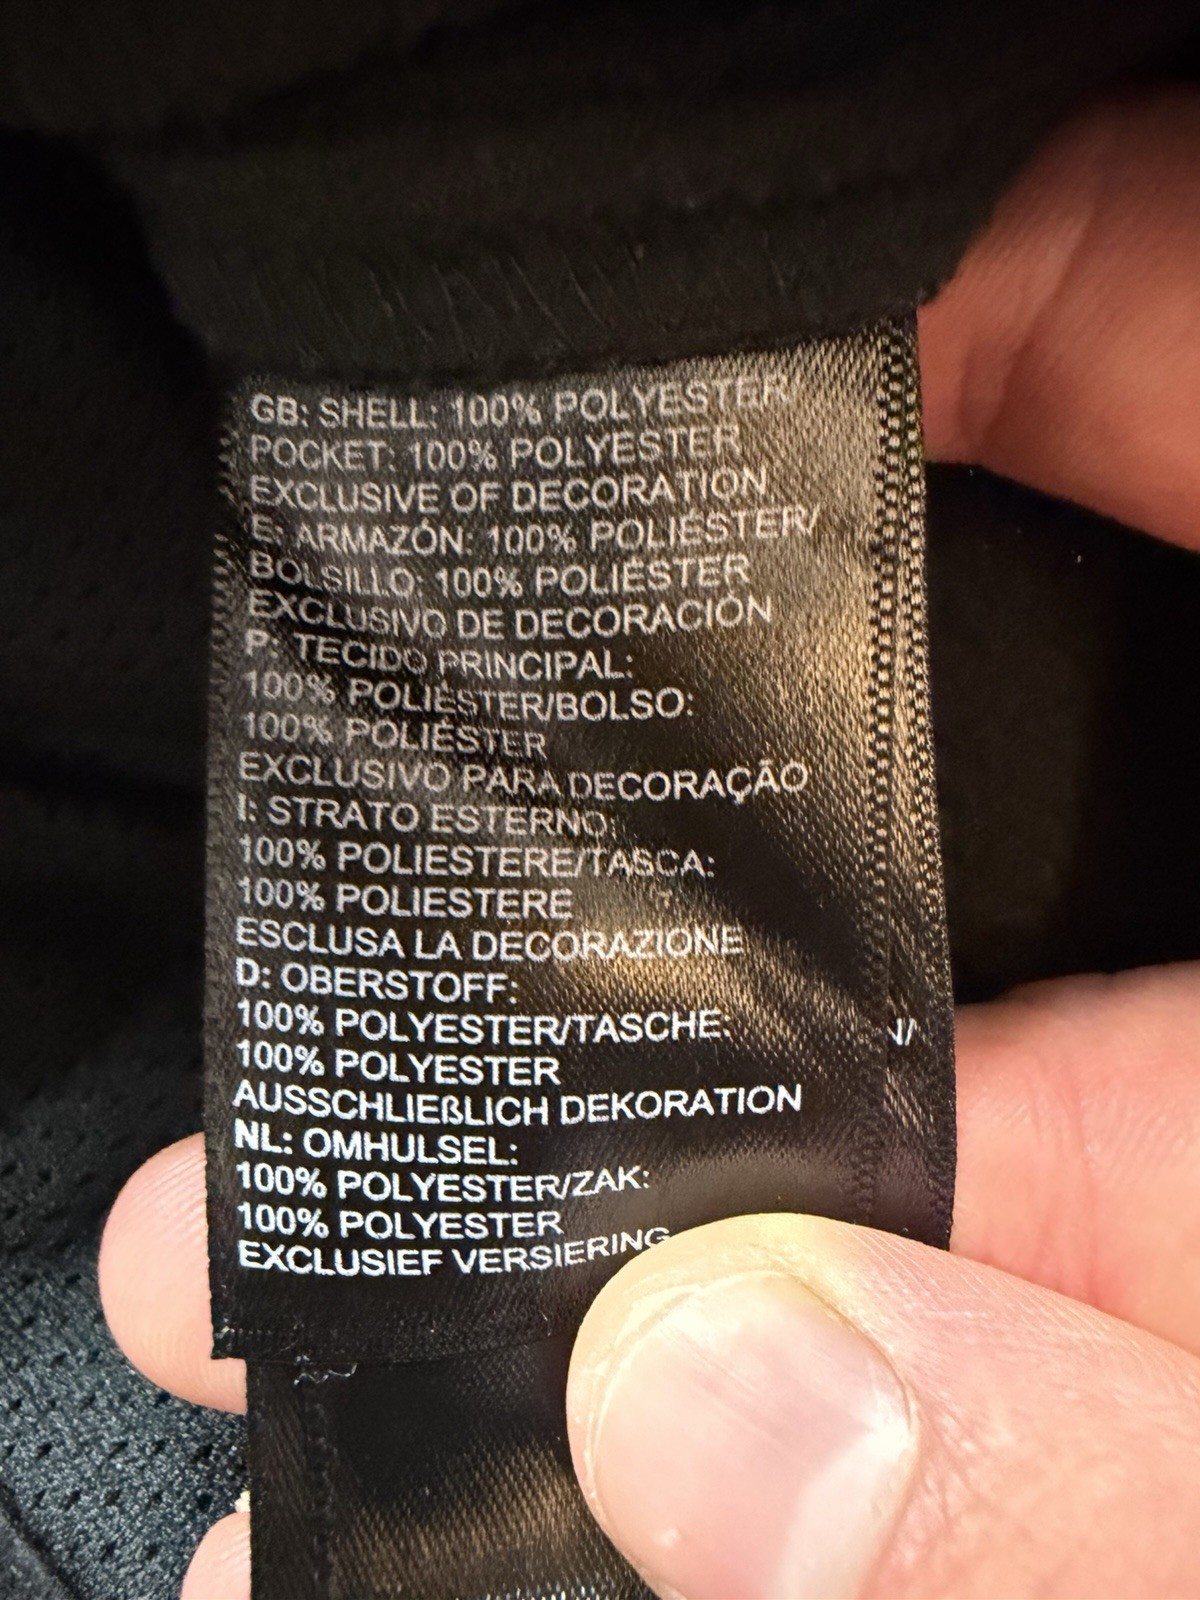 GB: SHELL: 100% POLYESTER/
POCKET: 100% POLYESTER
EXCLUSIVE OF DECORATION
E: ARMAZÓN: 100% POLIÉSTER/
BOLSILLO: 100% POLIÉSTER
EXCLUSIVO DE DECORACIÓN
P: TECIDO PRINCIPAL:
100% POLIÉSTER/BOLSO:
100% POLIÉSTER
EXCLUSIVO PARA DECORAÇÃO
I: STRATO ESTERNO:
100% POLIESTERE/TASCA:
100% POLIESTERE
ESCLUSA LA DECORAZIONE
D: OBERSTOFF:
100% POLYESTER/TASCHE:
100% POLYESTER
AUSSCHLIEßLICH DEKORATION
NL: OMHULSEL:
100% POLYESTER/ZAK:
100% POLYESTER
EXCLUSIEF VERSIERING